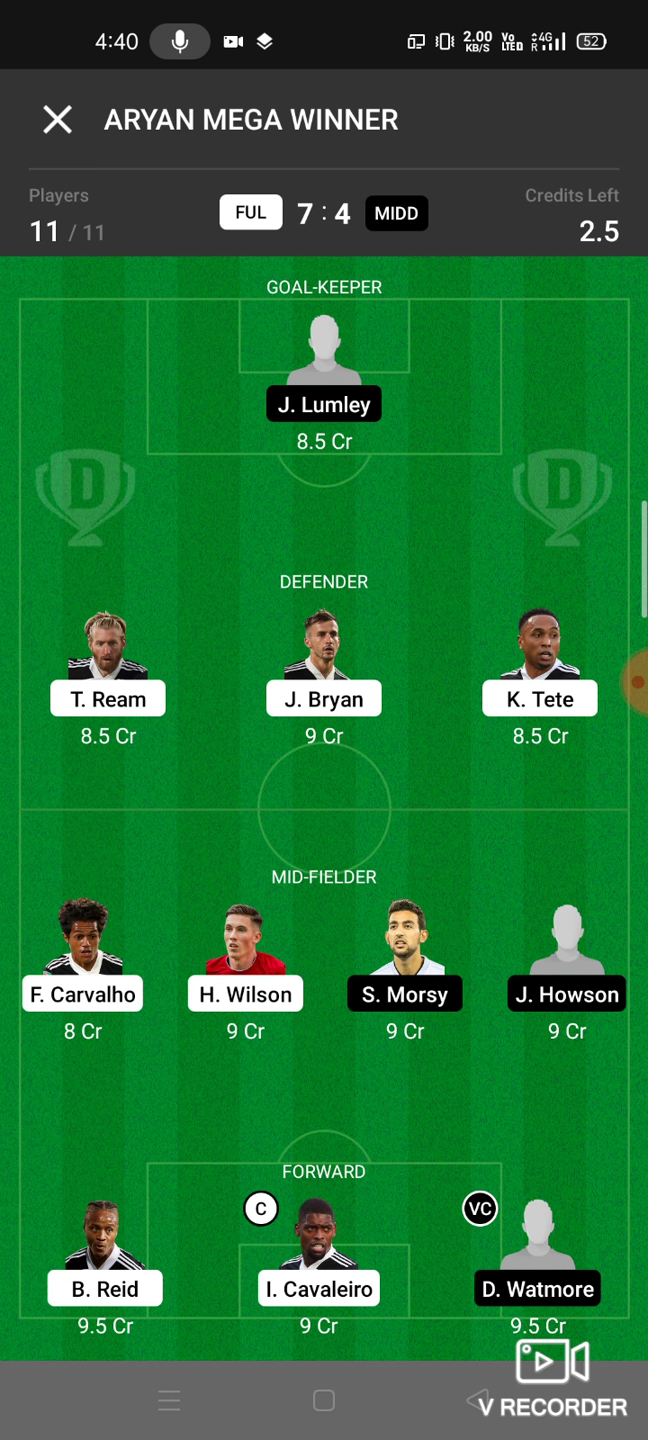 4:40
2.00 KB/S
Vo LTED
4G R
52
ARYAN MEGA WINNER
Players
Credits Left
11 / 11
FUL 7 : 4 MIDD
2.5
GOAL-KEEPER
J. Lumley
8.5 Cr
D D
DEFENDER
T. Ream J. Bryan K. Tete
8.5 Cr 9 Cr 8.5 Cr
MID-FIELDER
F. Carvalho H. Wilson S. Morsy J. Howson
8 Cr 9 Cr 9 Cr 9 Cr
FORWARD
C VC
B. Reid I. Cavaleiro D. Watmore
9.5 Cr 9 Cr 9.5 Cr
V RECORDER